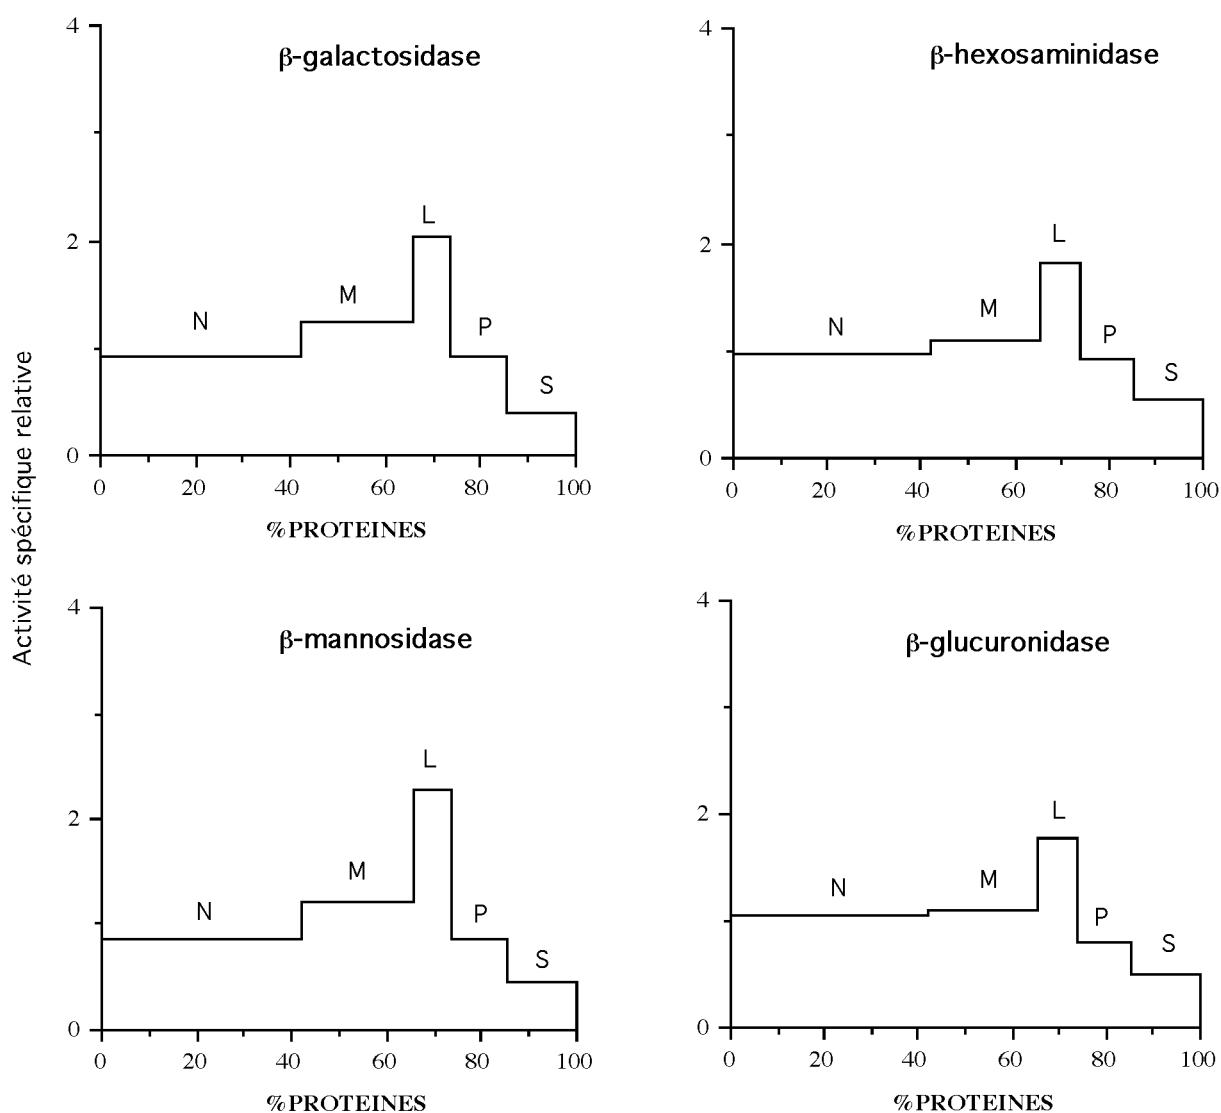 Activité spécifique relative
β-galactosidase
4
2
0
N
M
L
P
S
0 20 40 60 80 100
%PROTEINES
β-hexosaminidase
4
2
0
N
M
L
P
S
0 20 40 60 80 100
%PROTEINES
β-mannosidase
4
2
0
N
M
L
P
S
0 20 40 60 80 100
%PROTEINES
β-glucuronidase
4
2
0
N
M
L
P
S
0 20 40 60 80 100
%PROTEINES